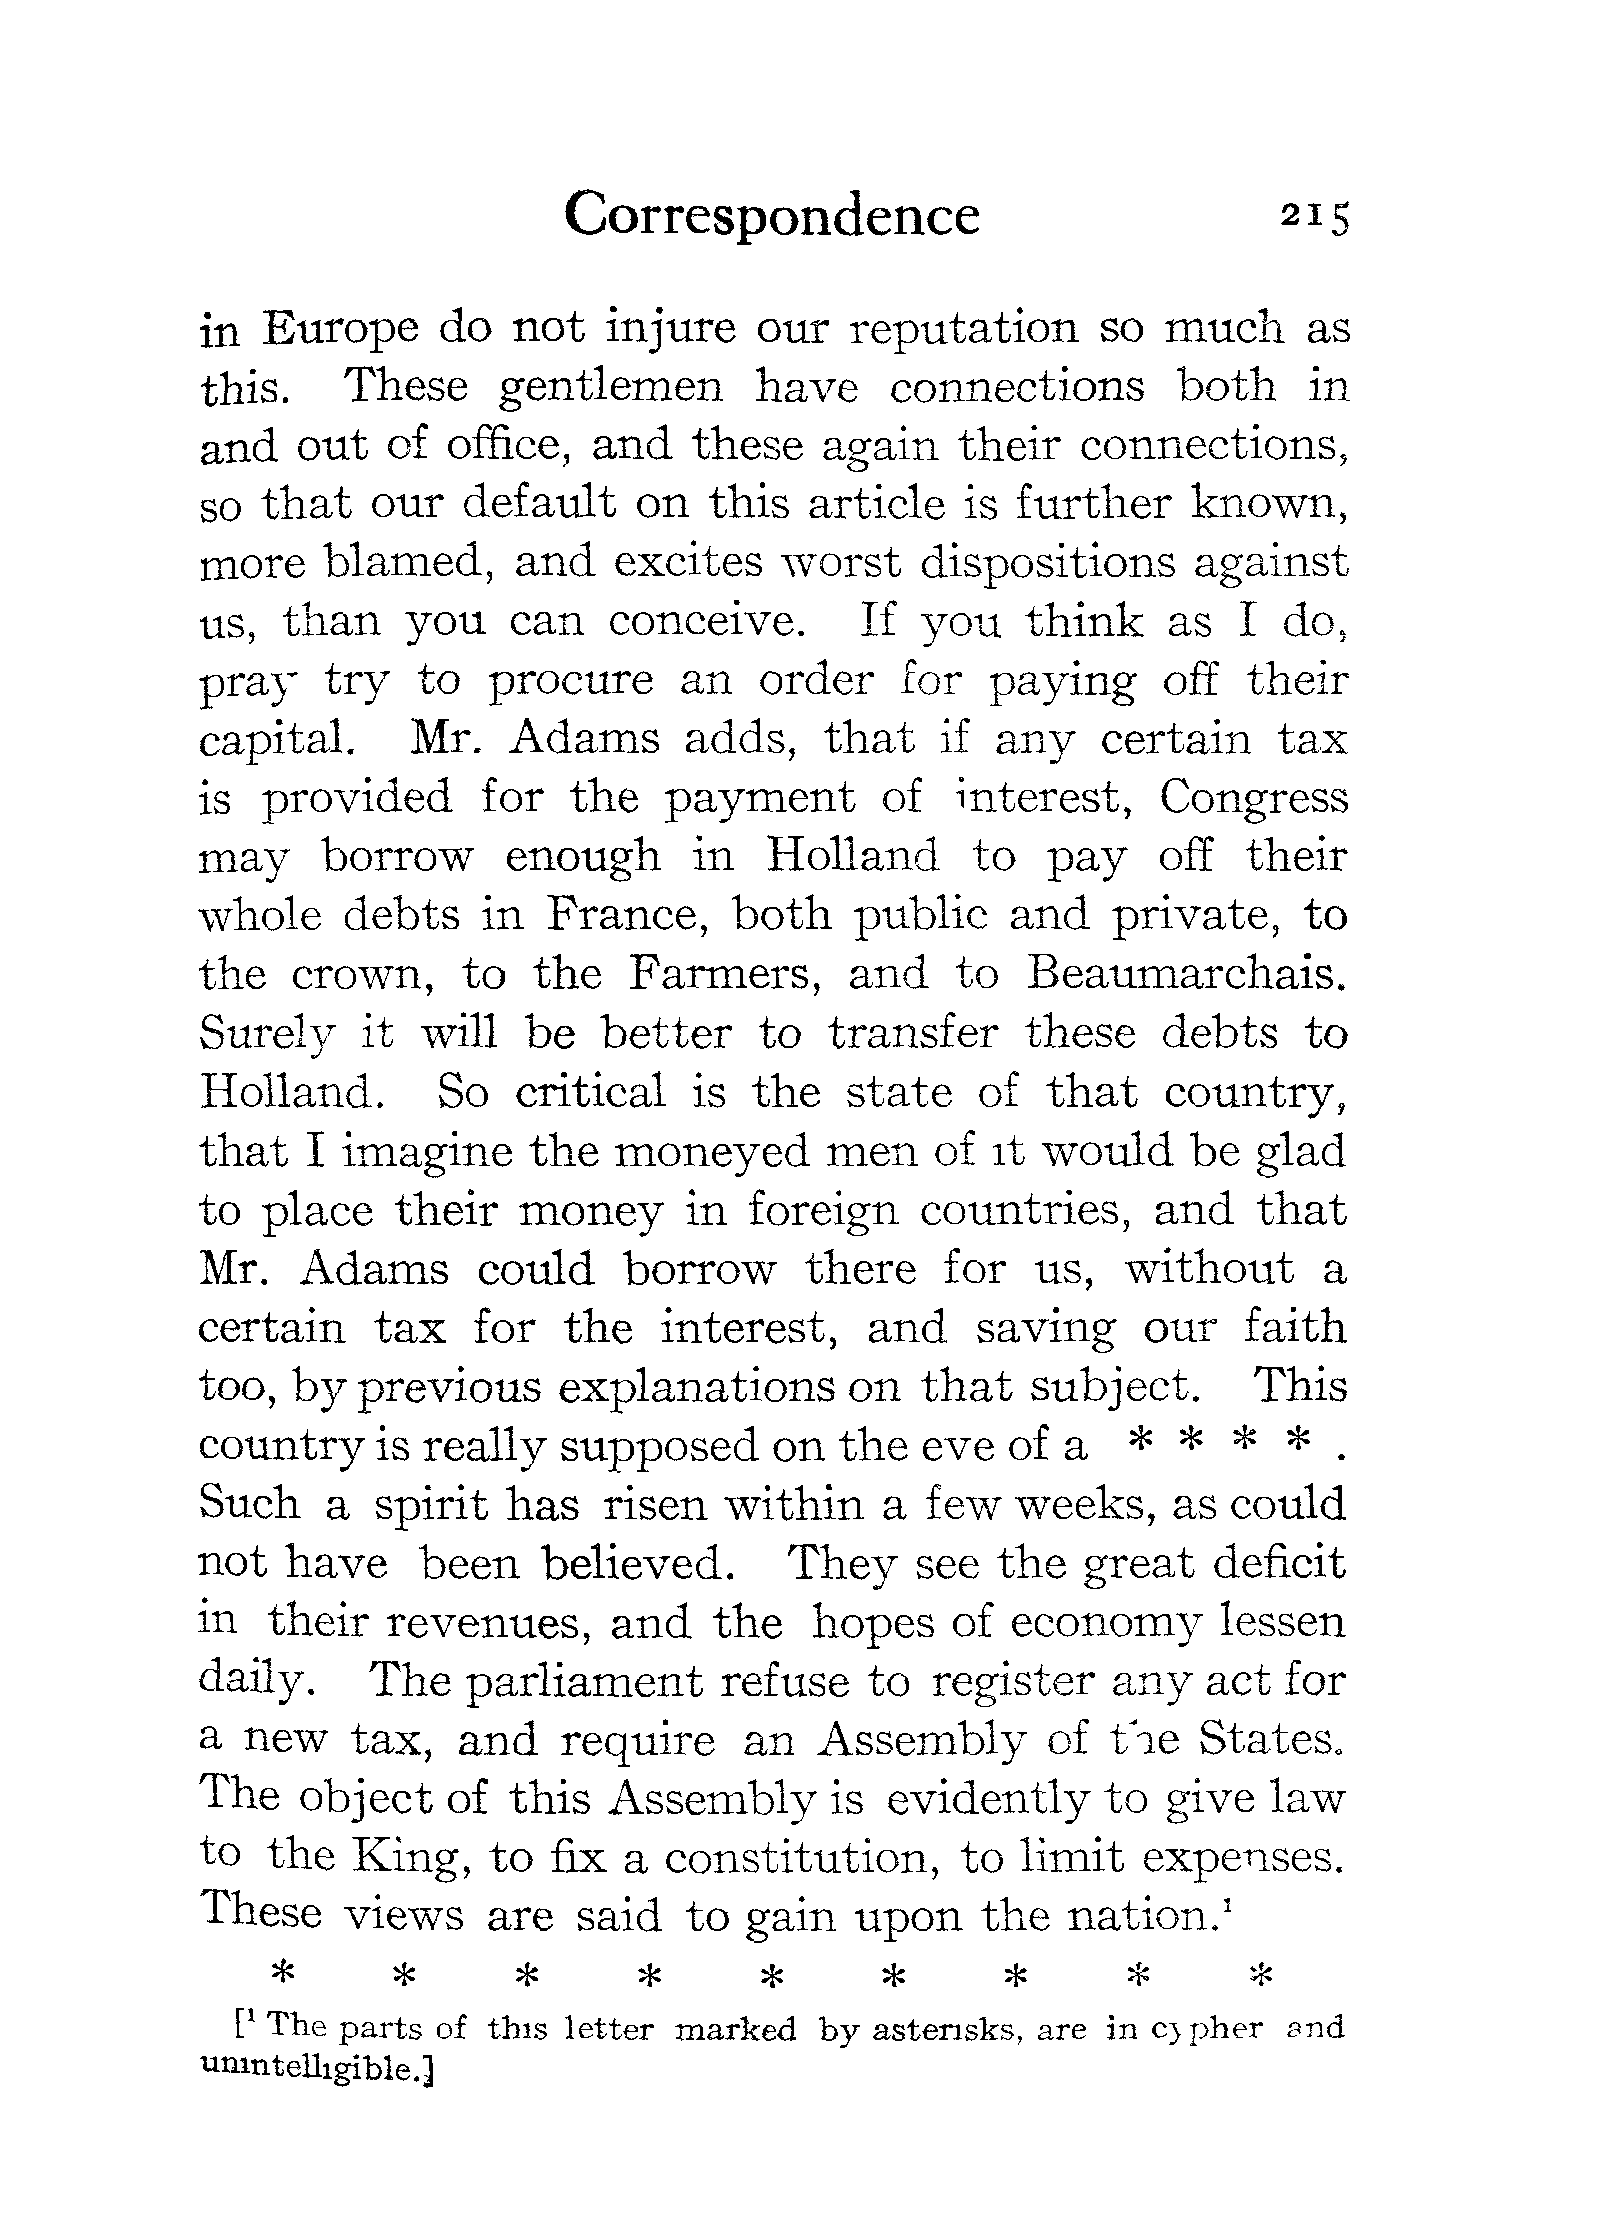 Correspondence 215
in Europe do not injure our reputation so much as
this. These gentlemen have connections both in
and out of office, and these again their connections,
so that our default on this article is further known,
more blamed, and excites worst dispositions against
us, than you can conceive. If you think as I do,
pray try to procure an order for paying off their
capital. Mr. Adams adds, that if any certain tax
is provided for the payment of interest, Congress
may borrow enough in Holland to pay off their
whole debts in France, both public and private, to
the crown, to the Farmers, and to Beaumarchais.
Surely it will be better to transfer these debts to
Holland. So critical is the state of that country,
that I imagine the moneyed men of it would be glad
to place their money in foreign countries, and that
Mr. Adams could borrow there for us, without a
certain tax for the interest, and saving our faith
too, by previous explanations on that subject. This
country is really supposed on the eve of a * * * * .
Such a spirit has risen within a few weeks, as could
not have been believed. They see the great deficit
in their revenues, and the hopes of economy lessen
daily. The parliament refuse to register any act for
a new tax, and require an Assembly of the States.
The object of this Assembly is evidently to give law
to the King, to fix a constitution, to limit expenses.
These views are said to gain upon the nation.¹
* * * * * * * * *
[¹ The parts of this letter marked by asterisks, are in cypher and
unintelligible.]